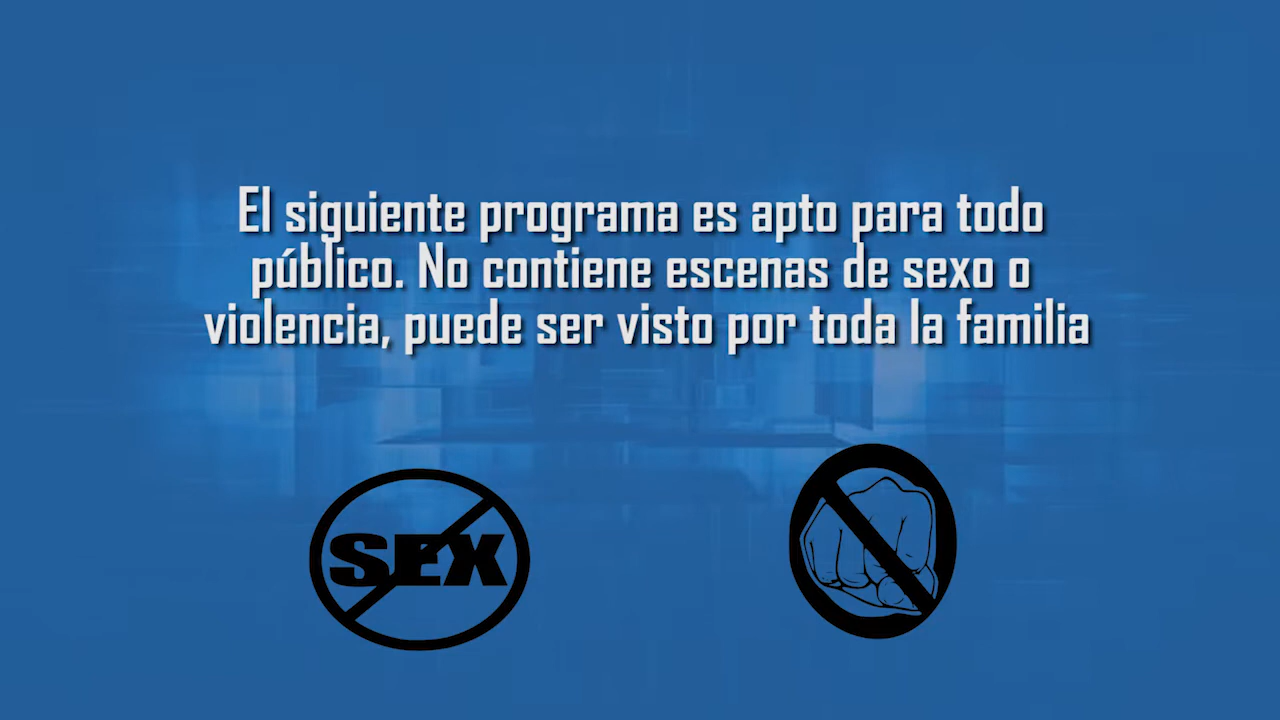 El siguiente programa es apto para todo
público. No contiene escenas de sexo o
violencia, puede ser visto por toda la familia
SEX